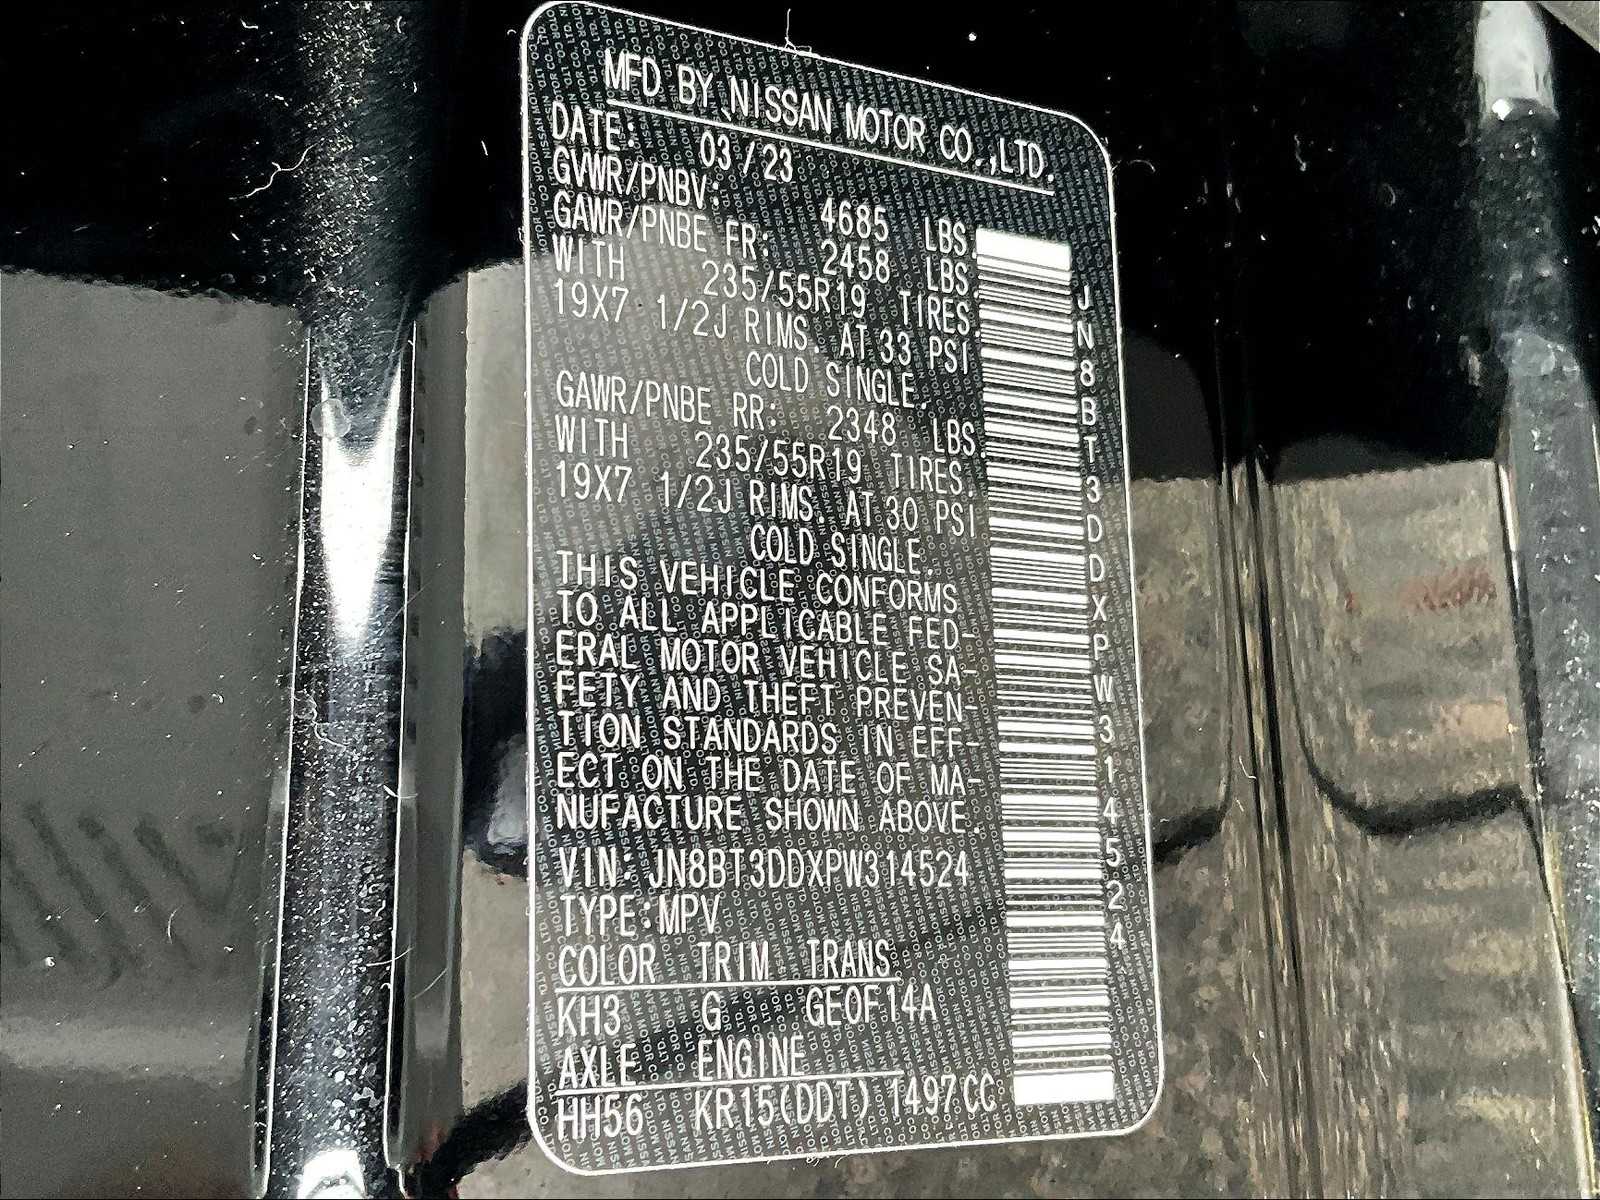 MFD BY NISSAN MOTOR CO.,LTD.
DATE: 03/23
GVWR/PNBV: 4685 LBS.
GAWR/PNBE FR: 2458 LBS.
WITH 235/55R19 TIRES.
19X7 1/2J RIMS. AT 33 PSI
COLD SINGLE.
GAWR/PNBE RR: 2348 LBS.
WITH 235/55R19 TIRES.
19X7 1/2J RIMS. AT 30 PSI
COLD SINGLE.
THIS VEHICLE CONFORMS
TO ALL APPLICABLE FED-
ERAL MOTOR VEHICLE SA-
FETY AND THEFT PREVEN-
TION STANDARDS IN EFF-
ECT ON THE DATE OF MA-
NUFACTURE SHOWN ABOVE.
VIN: JN8BT3DDXPW314524
TYPE:MPV
COLOR TRIM TRANS
KH3 G GEOF14A
AXLE ENGINE
HH56 KR15(DDT) 1497CC
JN8BT3DDXPW314524